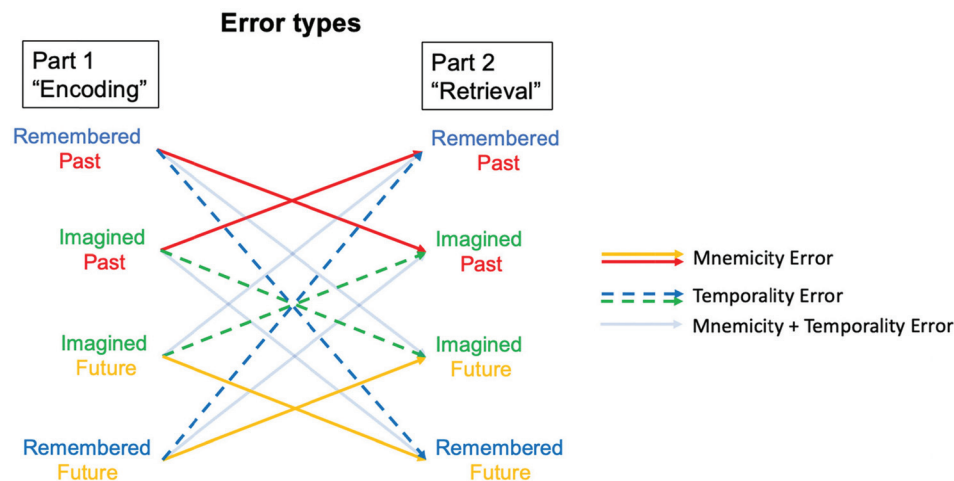 Error types
Part 1
“Encoding”
Part 2
“Retrieval”
Remembered
Past
Remembered
Past
Imagined
Past
Imagined
Past
Imagined
Future
Imagined
Future
Remembered
Future
Remembered
Future
Mnemicity Error
Temporality Error
Mnemicity + Temporality Error